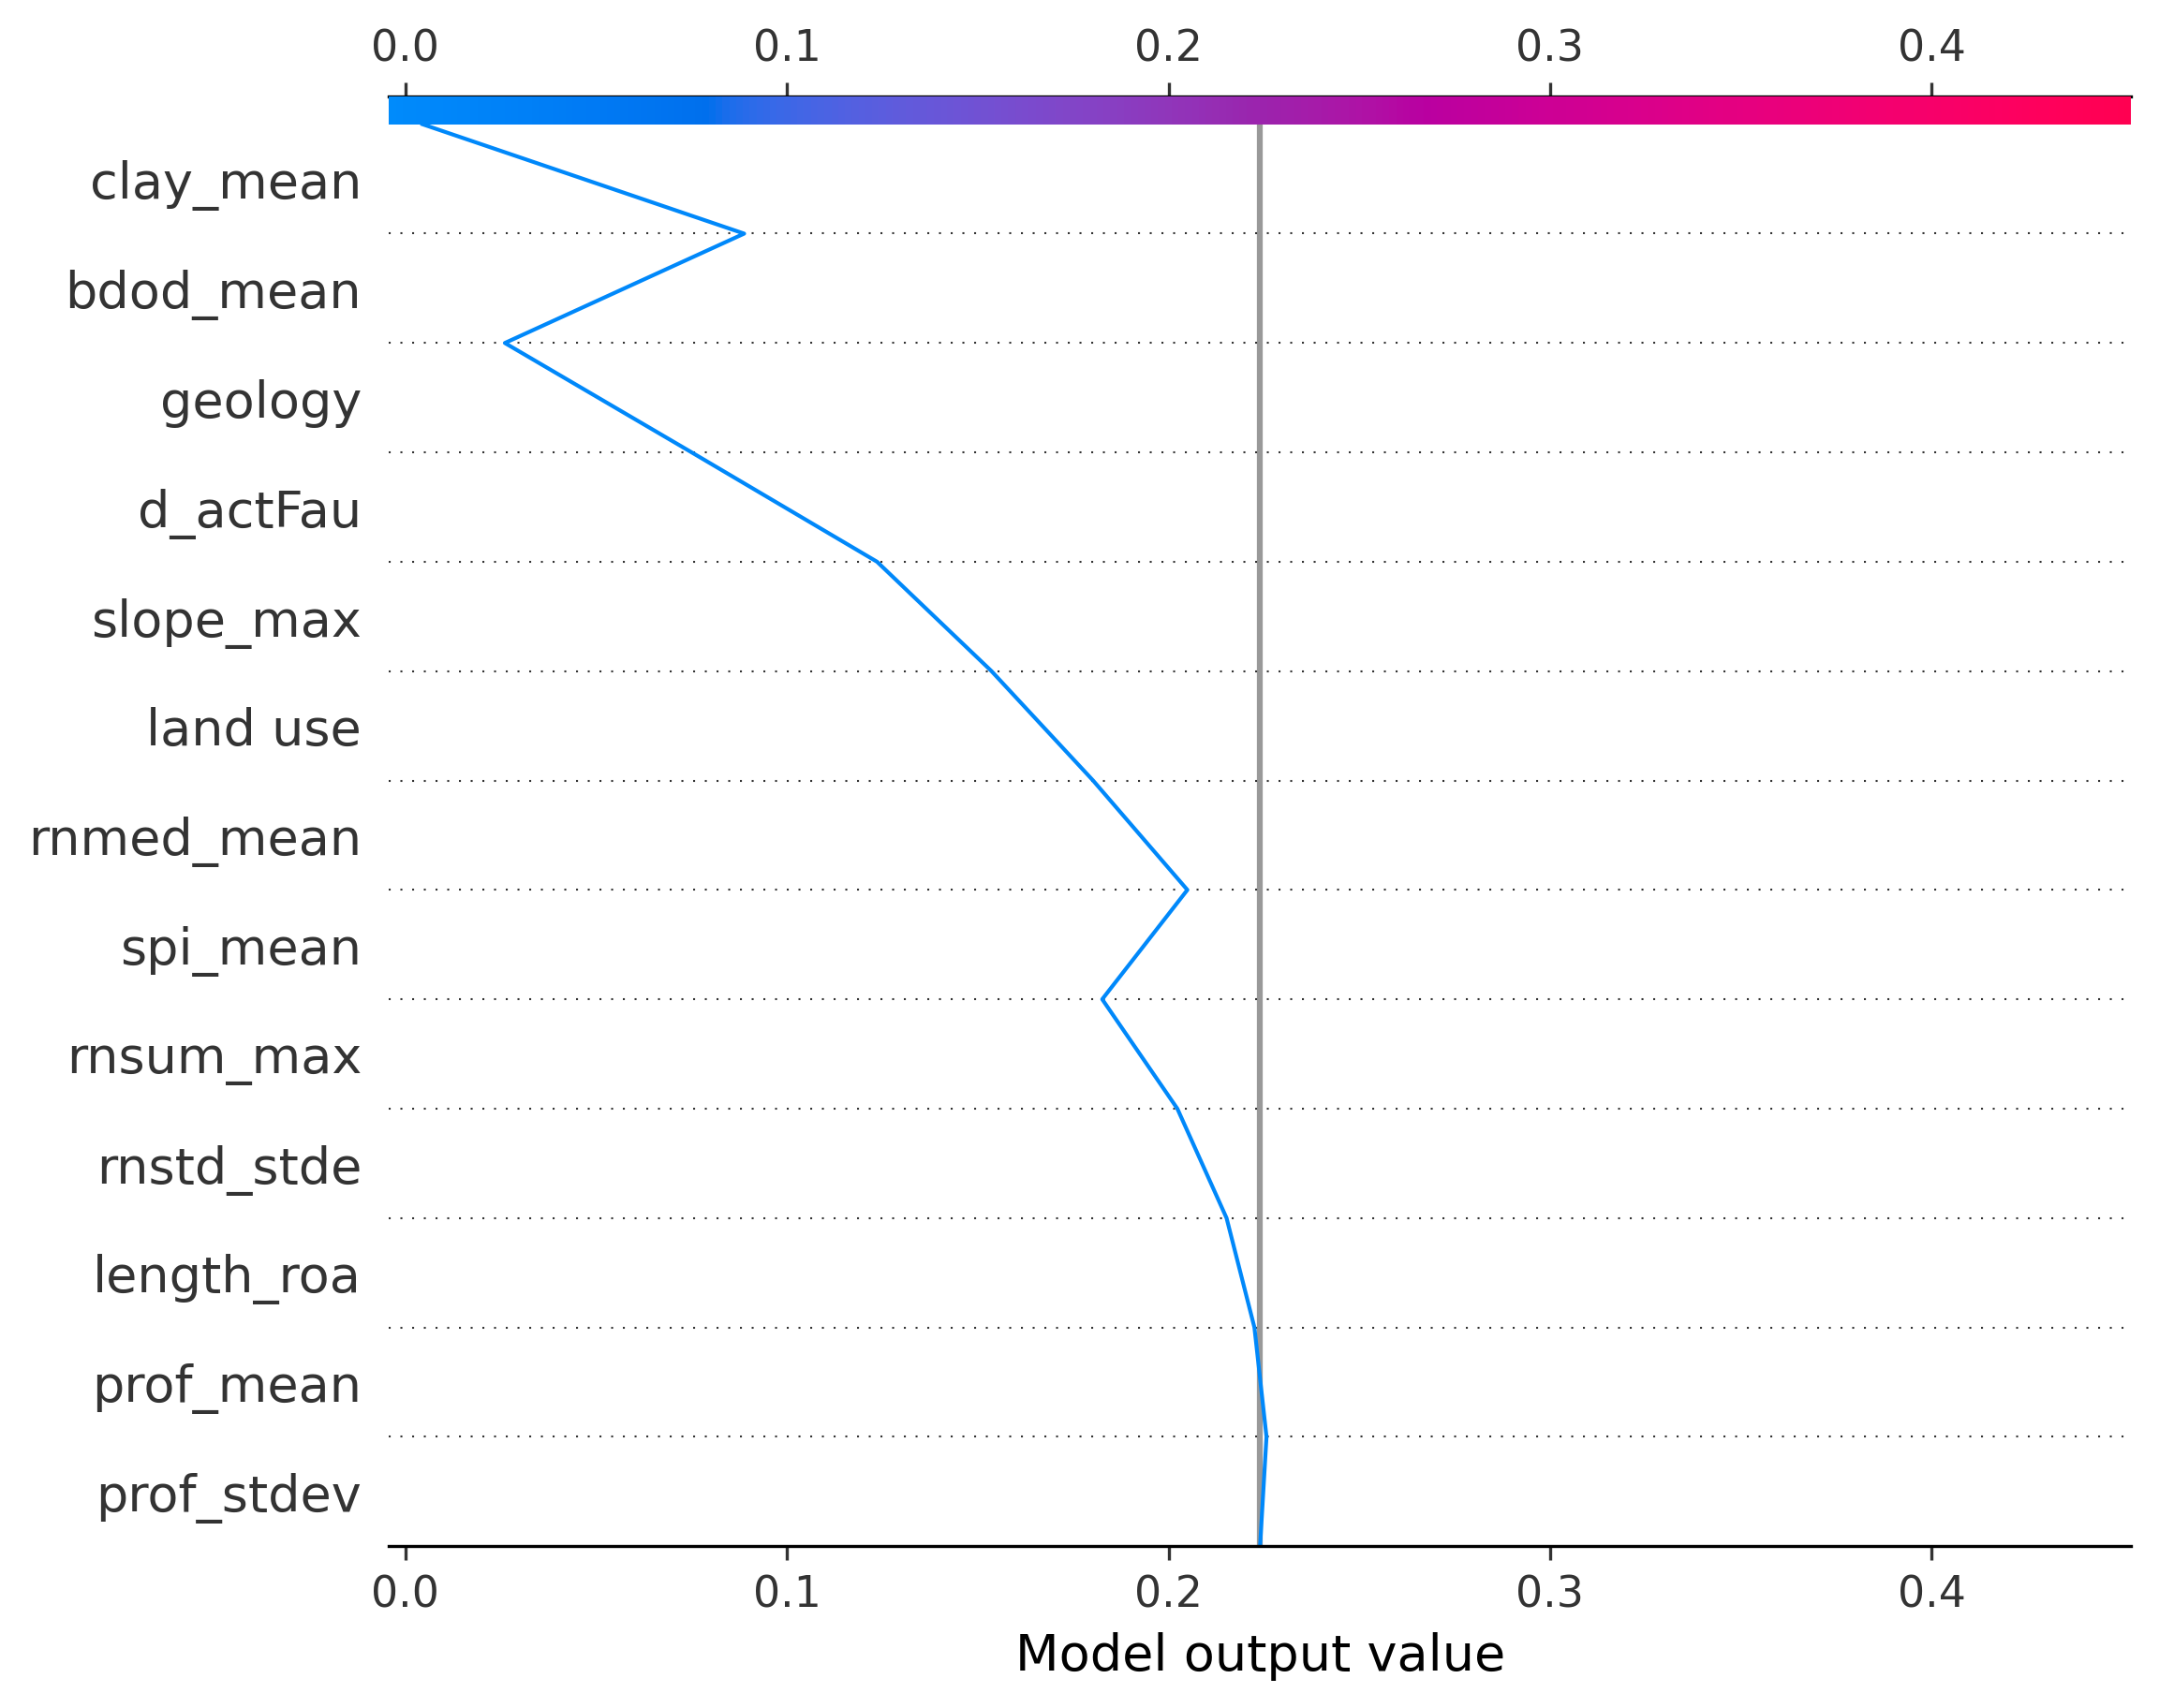 0.0 0.1 0.2 0.3 0.4
clay_mean
bdod_mean
geology
d_actFau
slope_max
land use
rnmed_mean
spi_mean
rnsum_max
rnstd_stde
length_roa
prof_mean
prof_stdev
0.0 0.1 0.2 0.3 0.4
Model output value